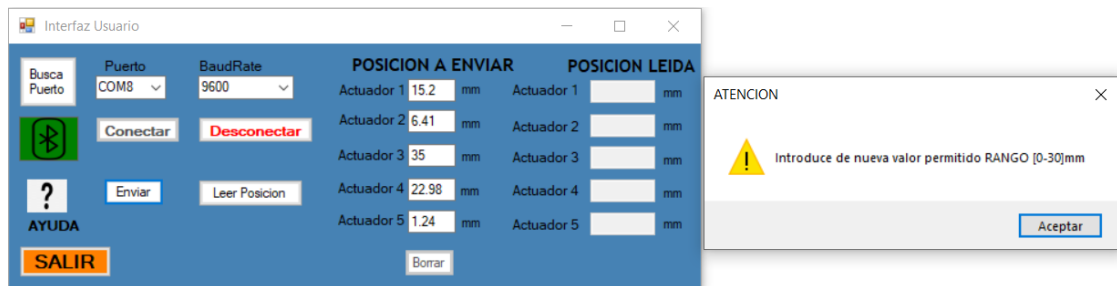 Interfaz Usuario
Busca
Puerto
Puerto
COM8
BaudRate
9600
Conectar
Desconectar
?
AYUDA
Enviar
Leer Posicion
SALIR
POSICION A ENVIAR
Actuador 1 15.2 mm
Actuador 2 6.41 mm
Actuador 3 35 mm
Actuador 4 22.98 mm
Actuador 5 1.24 mm
Borrar
POSICION LEIDA
Actuador 1 mm
Actuador 2 mm
Actuador 3 mm
Actuador 4 mm
Actuador 5 mm
ATENCION
Introduce de nueva valor permitido RANGO [0-30]mm
Aceptar